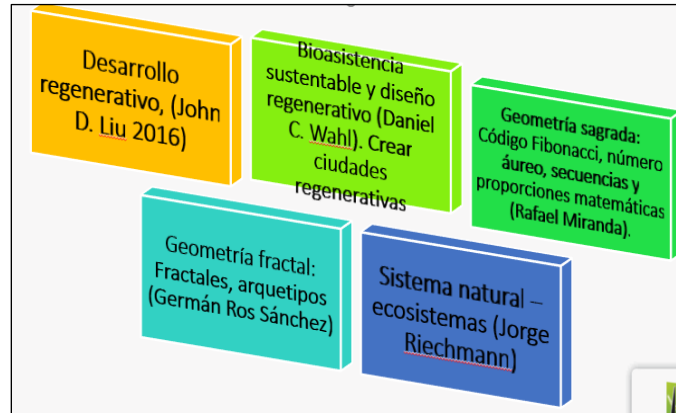 Desarrollo
regenerativo, (John
D. Liu 2016)
Bioasistencia
sustentable y diseño
regenerativo (Daniel
C. Wahl). Crear
ciudades
regenerativas
Geometría sagrada:
Código Fibonacci, número
áureo, secuencias y
proporciones matemáticas
(Rafael Miranda).
Geometría fractal:
Fractales, arquetipos
(Germán Ros Sánchez)
Sistema natural –
ecosistemas (Jorge
Riechmann)